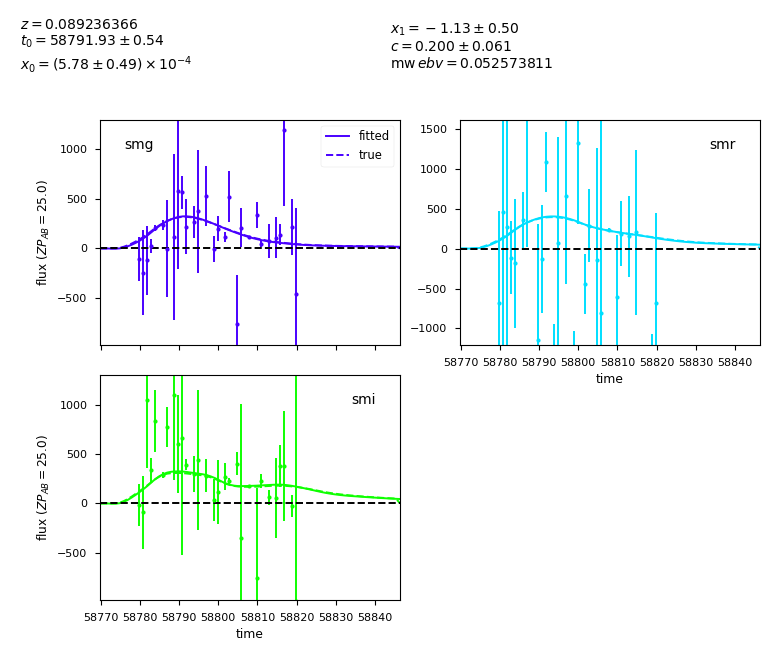 z = 0.089236366
t₀ = 58791.93 ± 0.54
x₀ = (5.78 ± 0.49) × 10⁻⁴
x₁ = −1.13 ± 0.50
c = 0.200 ± 0.061
mw ebv = 0.052573811
smg
fitted
true
1000
500
0
−500
flux (ZP_AB = 25.0)
smr
1500
1000
500
0
−500
−1000
58770 58780 58790 58800 58810 58820 58830 58840
time
smi
1000
500
0
−500
flux (ZP_AB = 25.0)
58770 58780 58790 58800 58810 58820 58830 58840
time